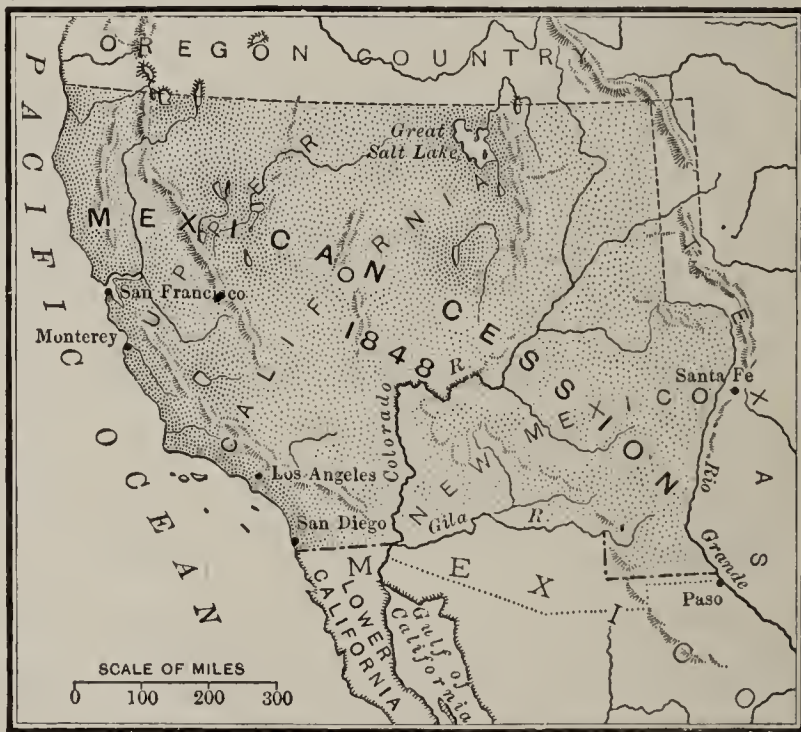 OREGON COUNTRY
PACIFIC OCEAN
Great
Salt Lake
MEXICAN CESSION
1848
UPPER CALIFORNIA
San Francisco
Monterey
Los Angeles
San Diego
Colorado R
NEW MEXICO
Gila R.
Santa Fe
Rio Grande
TEXAS
Paso
MEXICO
LOWER
CALIFORNIA
Gulf of
California
SCALE OF MILES
0 100 200 300